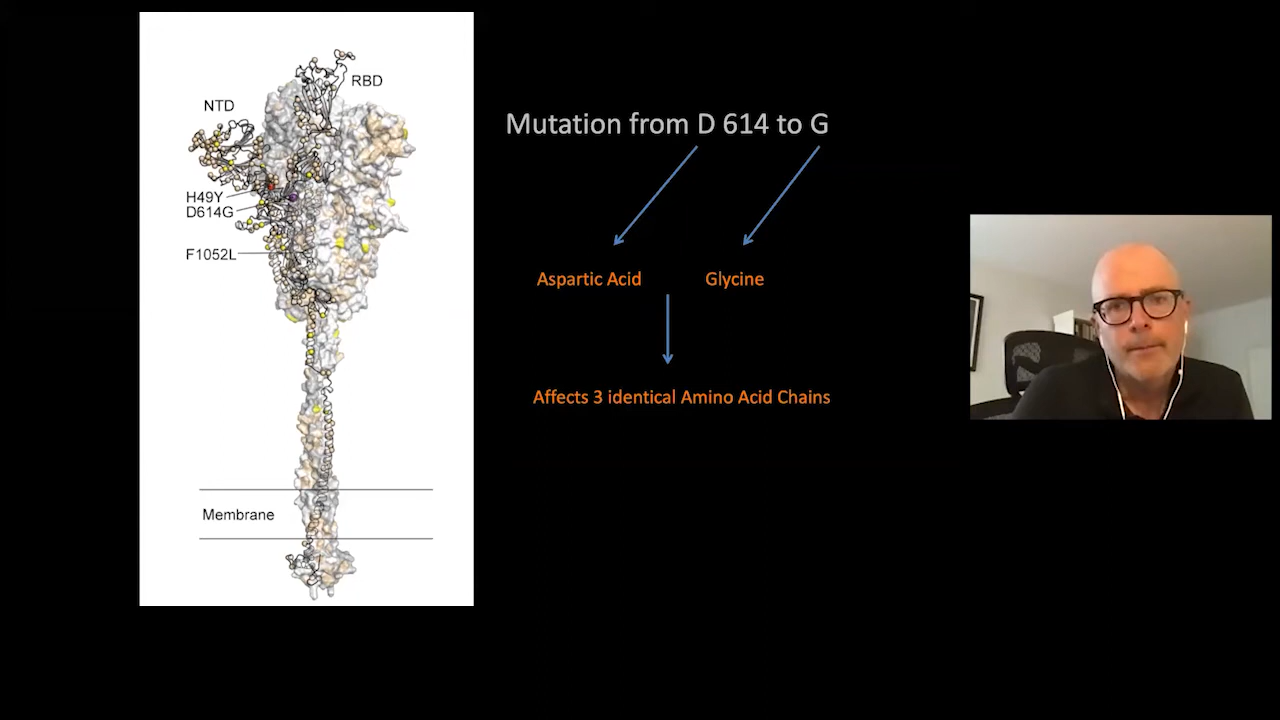 RBD
NTD
H49Y
D614G
F1052L
Membrane
Mutation from D 614 to G
Aspartic Acid
Glycine
Affects 3 identical Amino Acid Chains